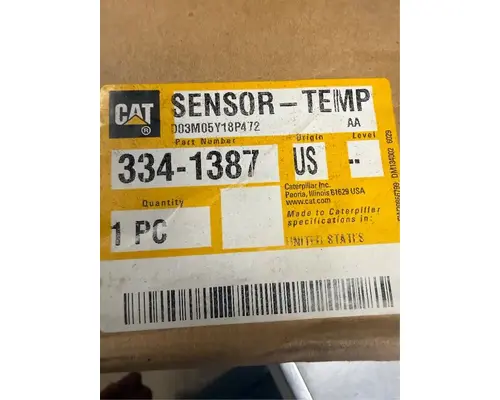 CAT®
SENSOR-TEMP
D03M05Y18P472 AA
Part Number Origin Level
334-1387 US --
Caterpillar Inc.
Peoria, Illinois 61629 USA
www.cat.com
Quantity
1 PC
Made to Caterpillar
specifications in:
UNITED STATES